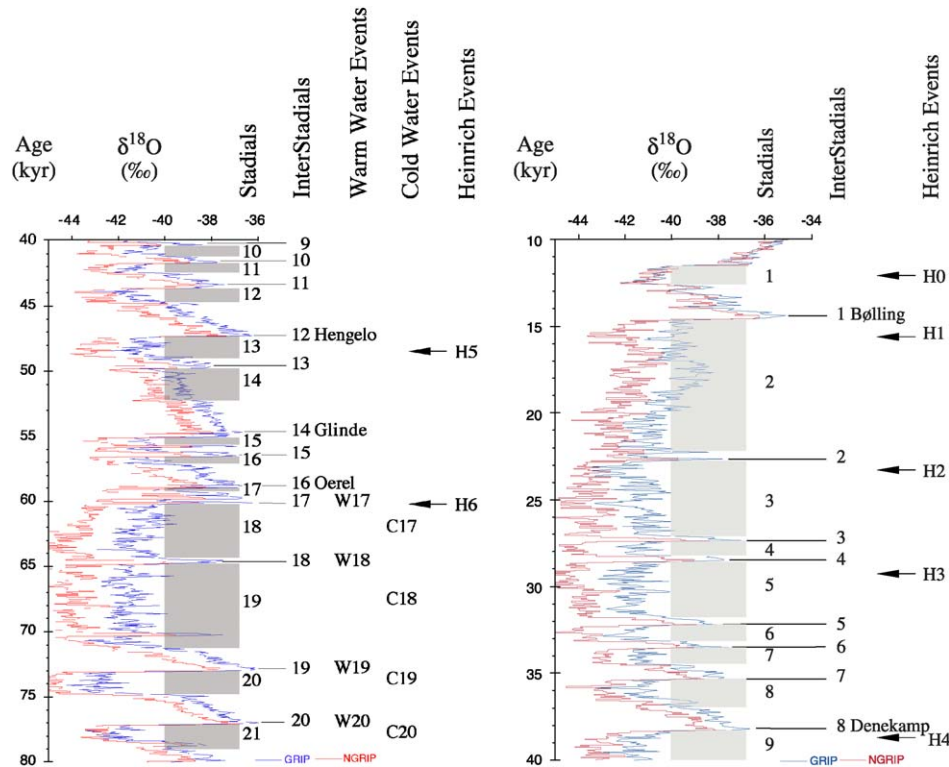 Age
(kyr)
δ18O
(‰)
Stadials
InterStadials
Warm Water Events
Cold Water Events
Heinrich Events
-44 -42 -40 -38 -36
40
45
50
55
60
65
70
75
80
10
11
12
13
14
15
16
17
18
19
20
21
9
10
11
12 Hengelo
13
14 Glinde
15
16 Oerel
17
18
19
20
W17
W18
W19
W20
C17
C18
C19
C20
H5
H6
GRIP NGRIP
Age
(kyr)
δ18O
(‰)
Stadials
InterStadials
Heinrich Events
-44 -42 -40 -38 -36 -34
10
15
20
25
30
35
40
1
2
3
4
5
6
7
8
9
1 Bølling
2
3
4
5
6
7
8 Denekamp
H0
H1
H2
H3
H4
GRIP NGRIP